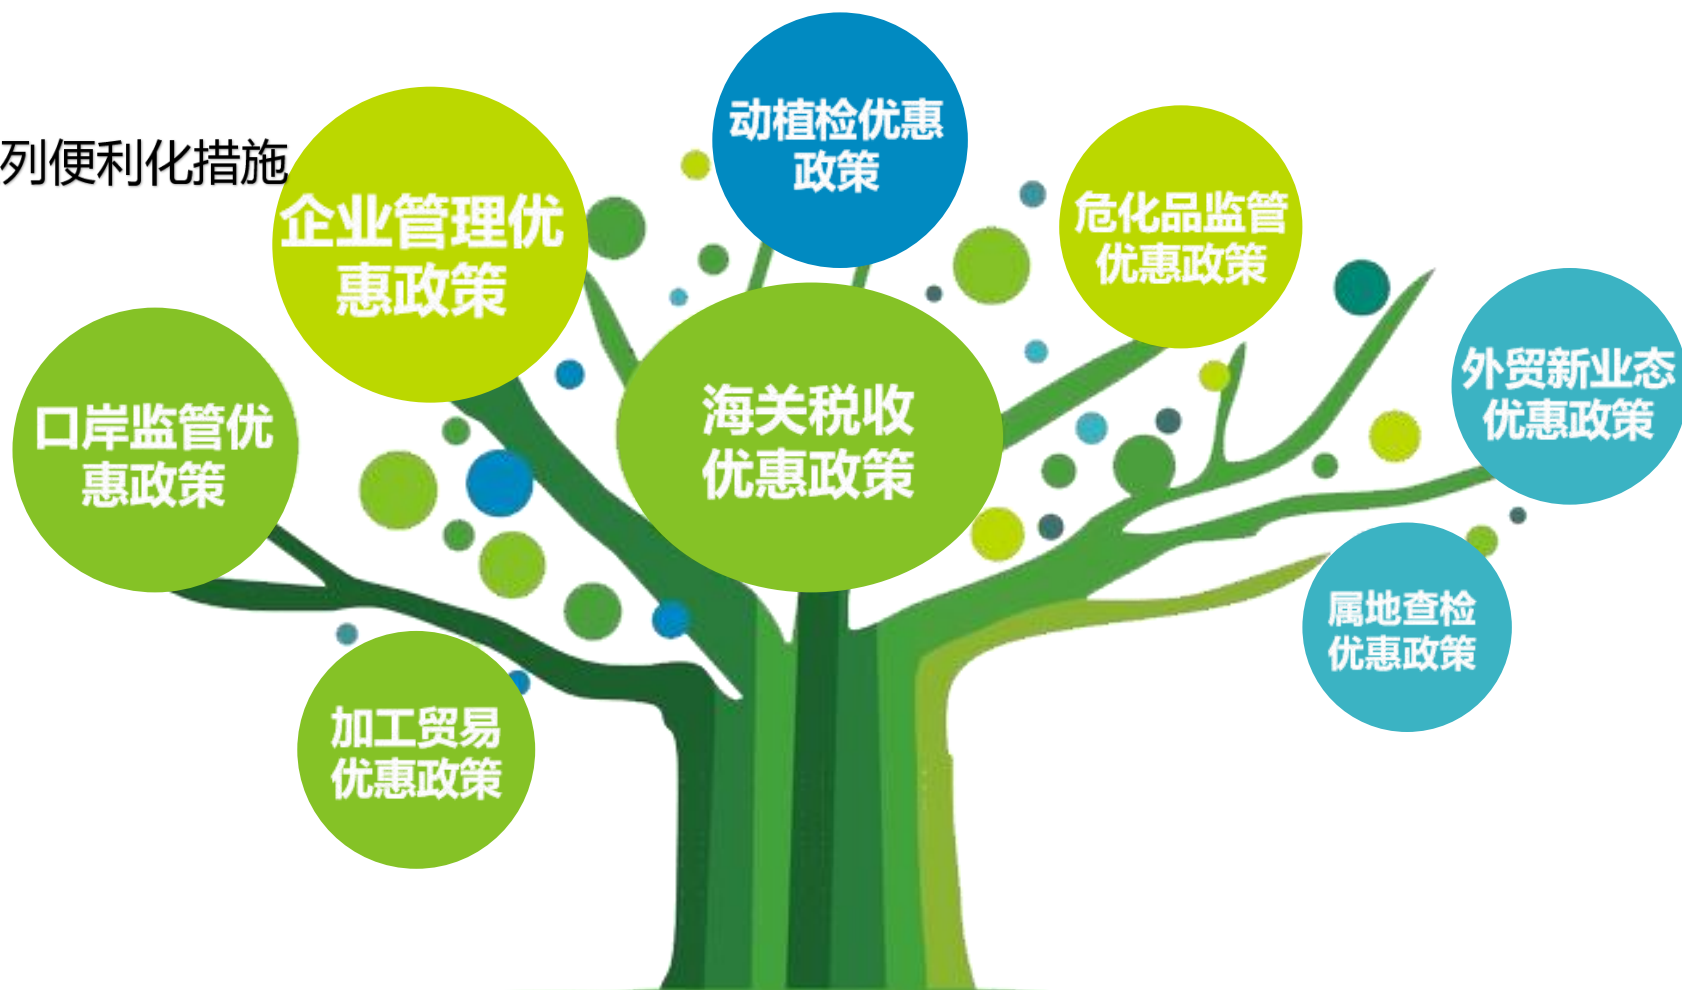 列便利化措施
动植检优惠
政策
企业管理优
惠政策
危化品监管
优惠政策
口岸监管优
惠政策
海关税收
优惠政策
外贸新业态
优惠政策
属地查检
优惠政策
加工贸易
优惠政策